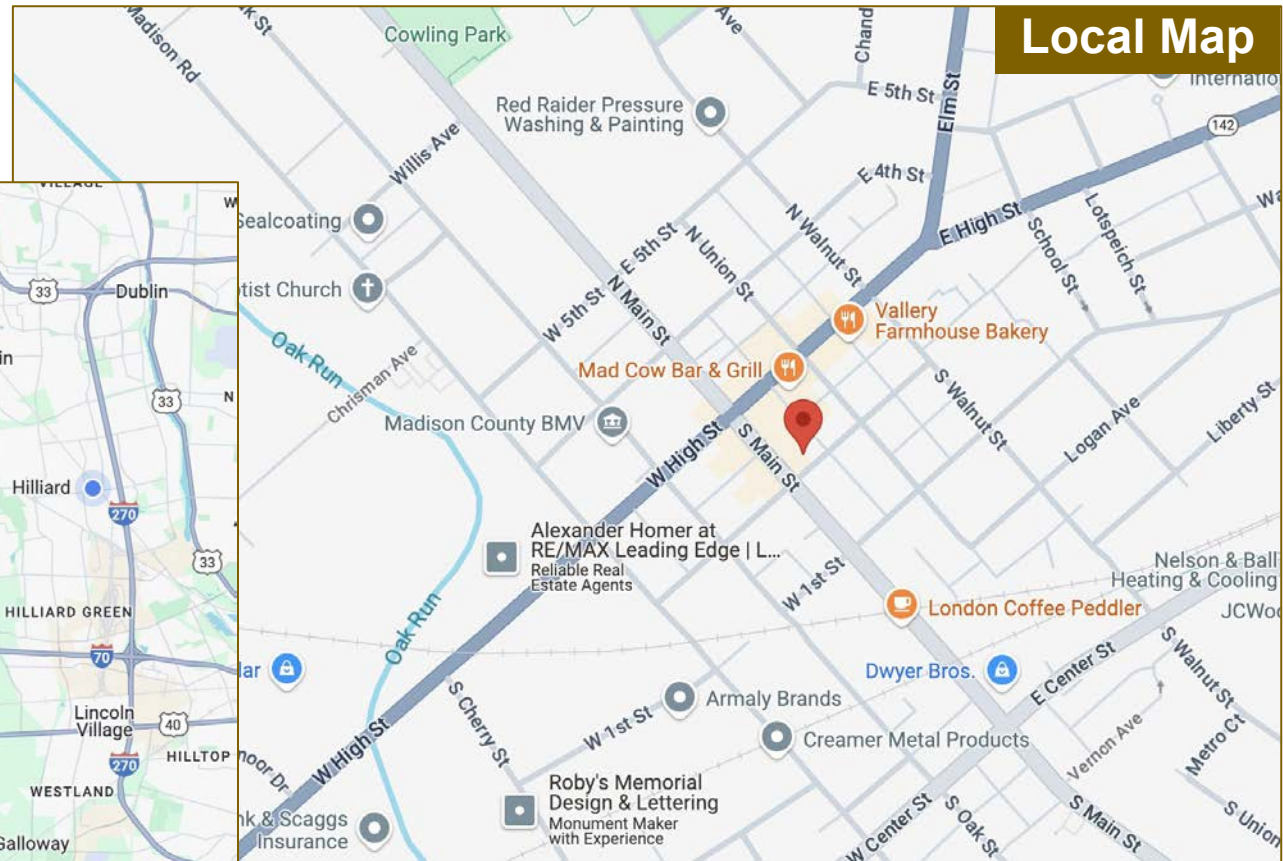 Local Map
Madison Rd
k St
Cowling Park
Ave
Chand
E 5th St
Elm St
Internatio
142
Red Raider Pressure
Washing & Painting
Willis Ave
E 4th St
E High St
School St
Lotspeich St
Wa
Sealcoating
N Walnut St
E 5th St
N Union St
N Main St
tist Church
W 5th St
Vallery
Farmhouse Bakery
Oak Run
Chrisman Ave
Mad Cow Bar & Grill
Madison County BMV
S Walnut St
Logan Ave
Liberty St
W High St
S Main St
Alexander Homer at
RE/MAX Leading Edge | L...
Reliable Real
Estate Agents
Nelson & Ball
Heating & Cooling
JCWo
W 1st St
London Coffee Peddler
Oak Run
lar
Dwyer Bros.
E Center St
S Walnut St
S Cherry St
W 1st St
Armaly Brands
Creamer Metal Products
Vernon Ave
Metro Ct
W High St
noor Dr
Roby's Memorial
Design & Lettering
Monument Maker
with Experience
nk & Scaggs
Insurance
W Center St
S Oak St
S Main St
S Union
VILLAGE
W
33
Dublin
in
33
N
Hilliard
270
33
HILLIARD GREEN
70
Lincoln
Village
40
HILLTOP
270
WESTLAND
Galloway